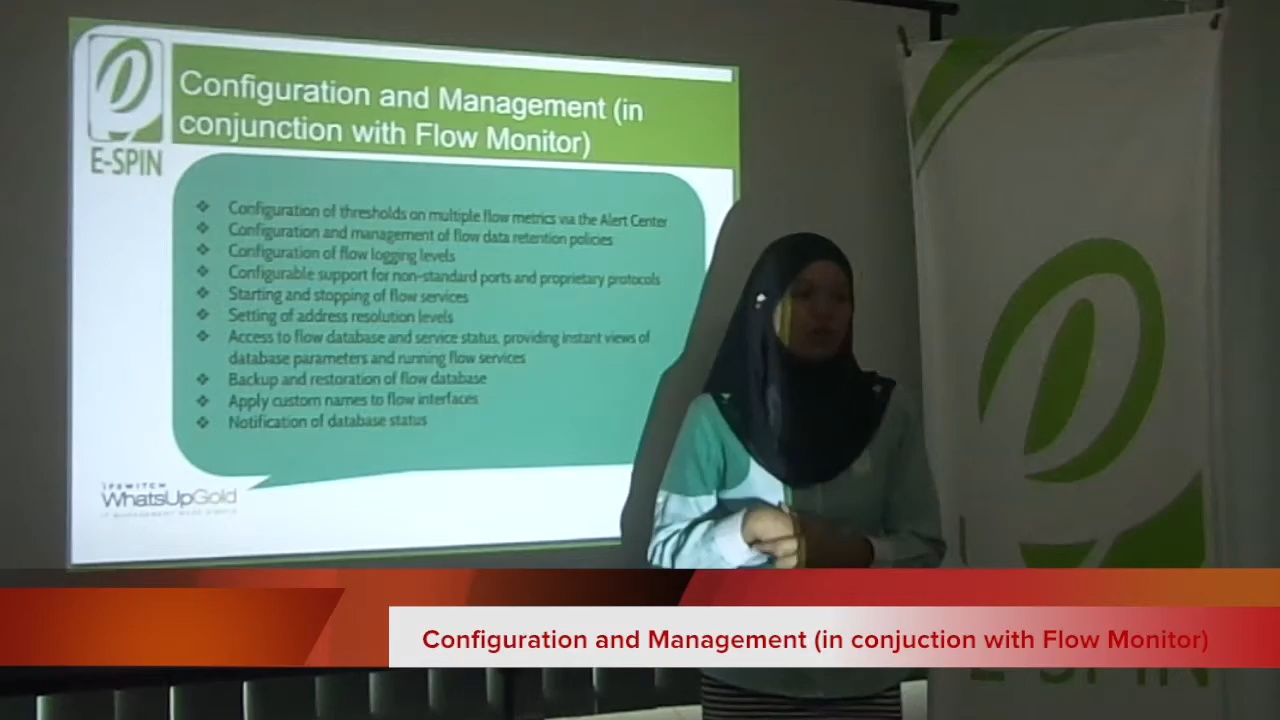 Configuration and Management (in
conjunction with Flow Monitor)
E-SPIN
❖ Configuration of thresholds on multiple flow metrics via the Alert Center
❖ Configuration and management of flow data retention policies
❖ Configuration of flow logging levels
❖ Configurable support for non-standard ports and proprietary protocols
❖ Starting and stopping of flow services
❖ Setting of address resolution levels
❖ Access to flow database and service status, providing instant views of
database parameters and running flow services
❖ Backup and restoration of flow database
❖ Apply custom names to flow interfaces
❖ Notification of database status
IPSWITCH
WhatsUpGold
IT MANAGEMENT MADE SIMPLE
Configuration and Management (in conjuction with Flow Monitor)
E-SPIN